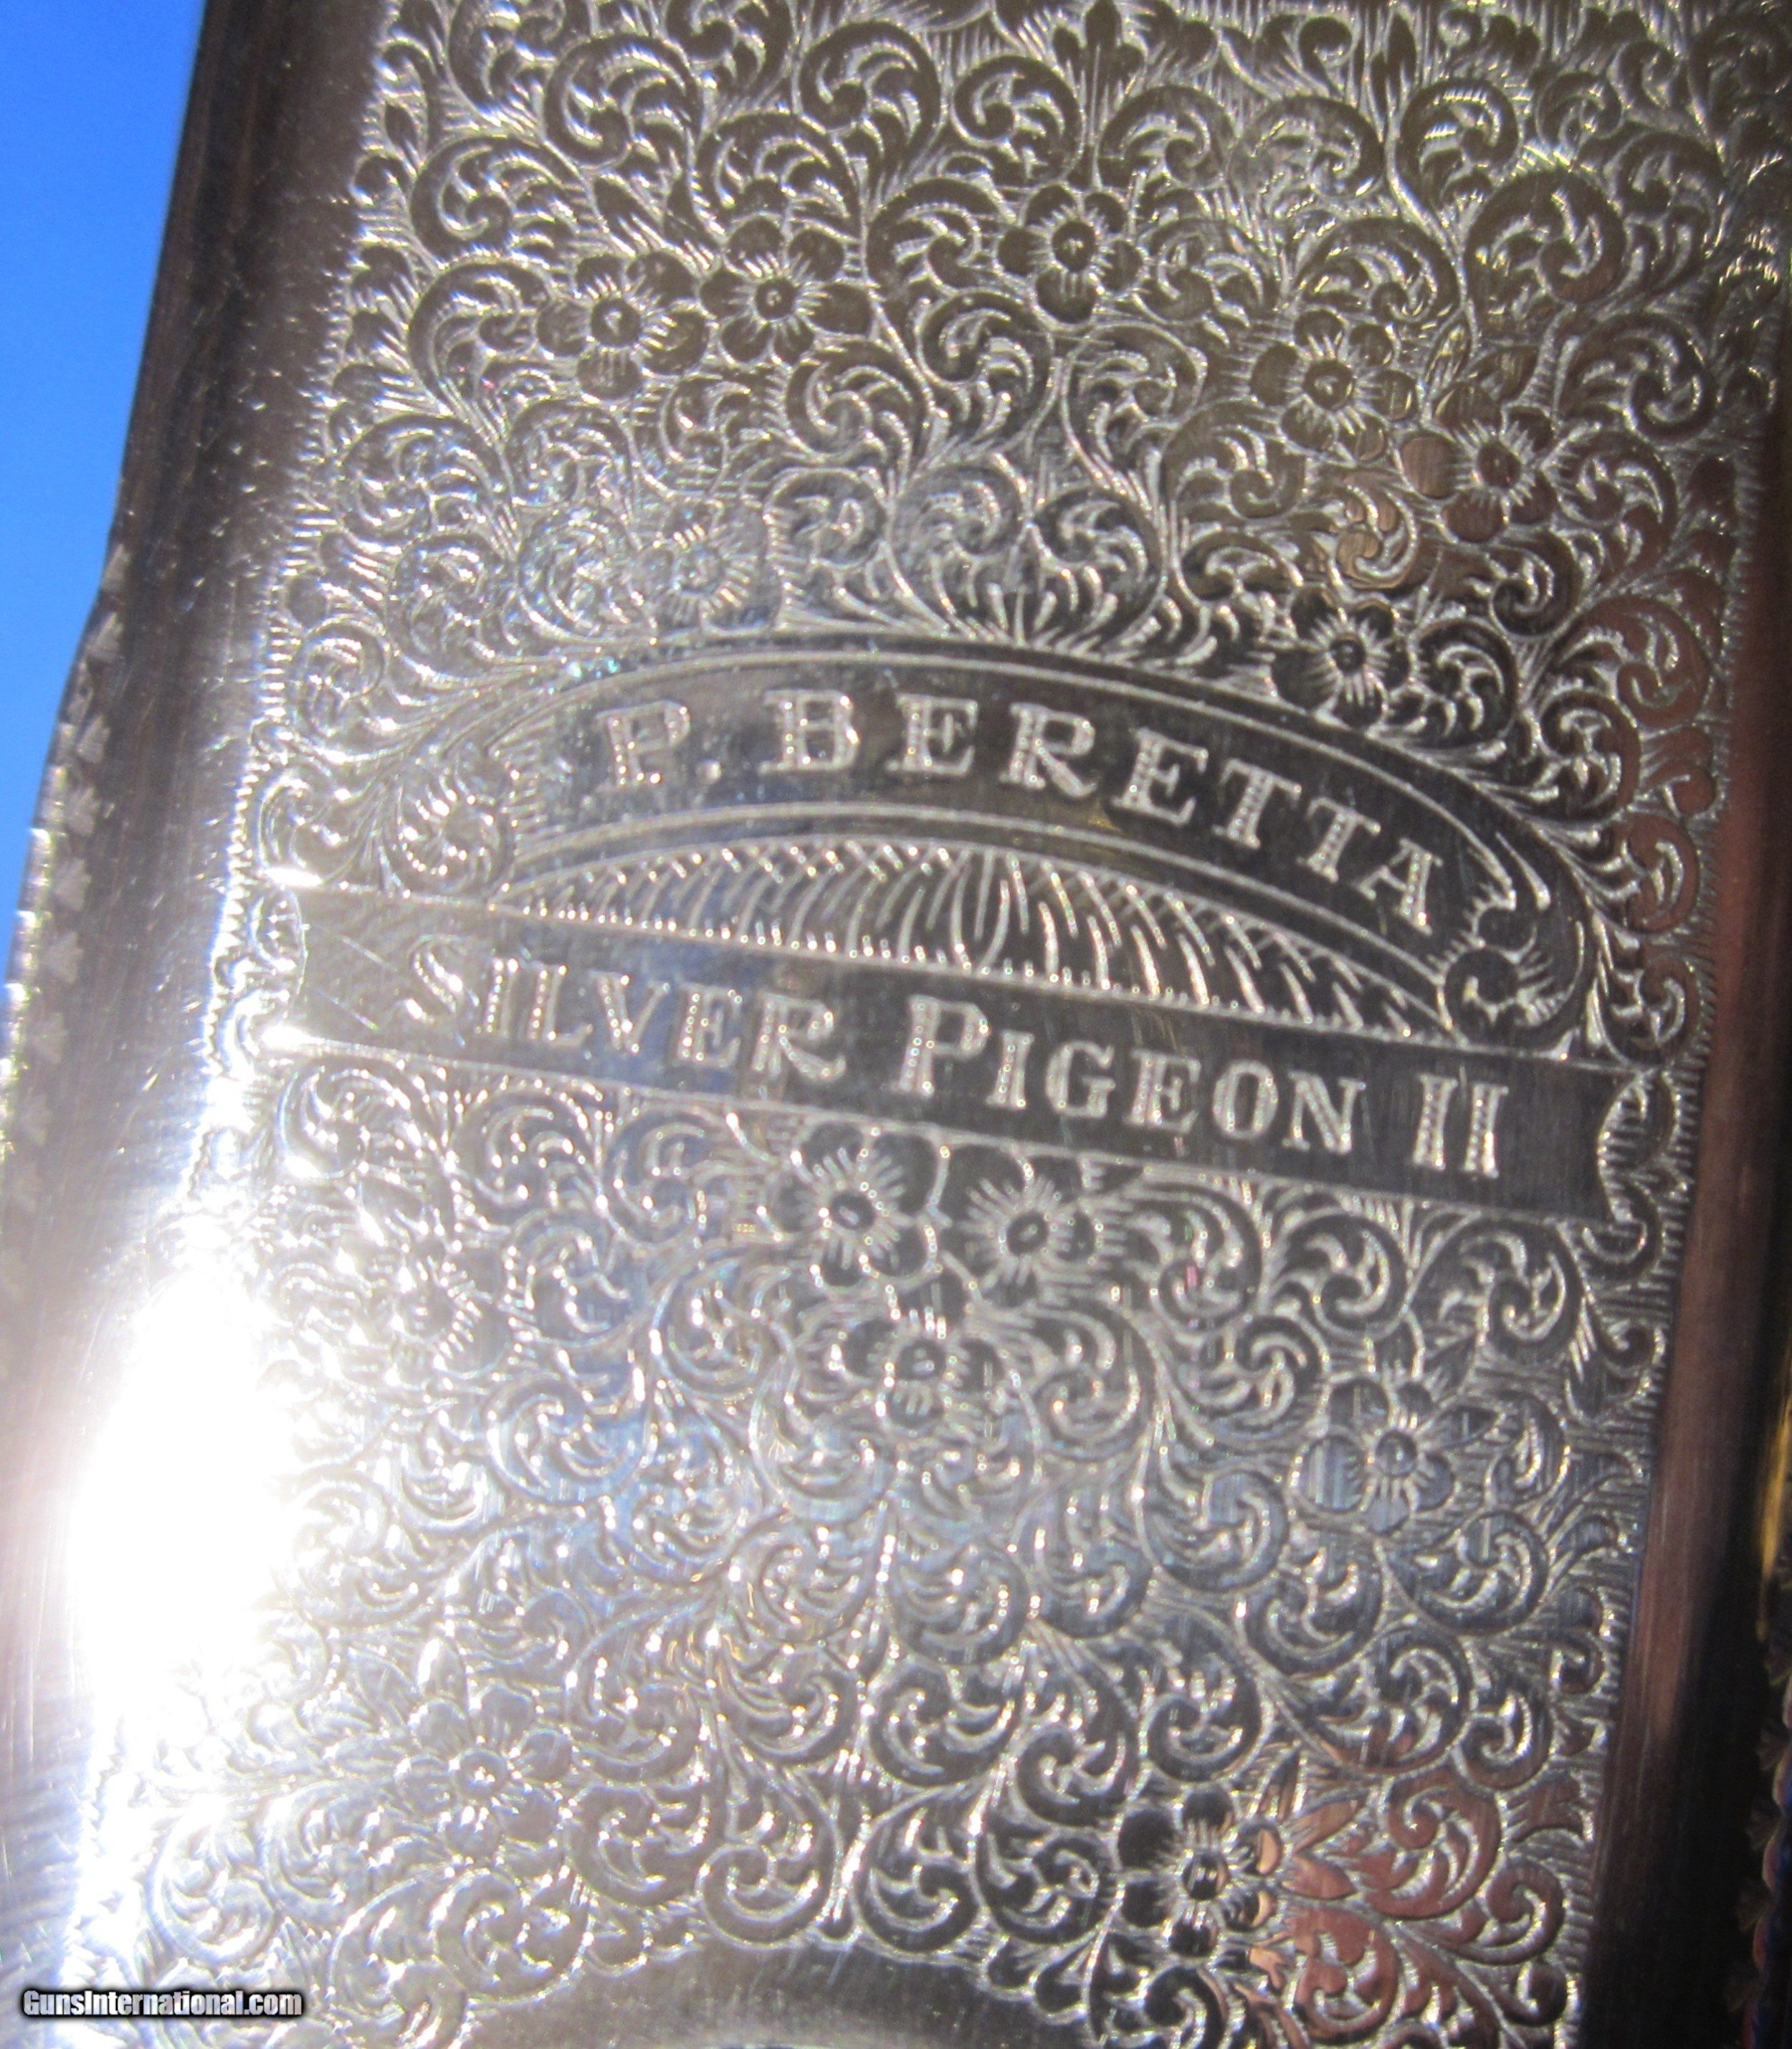 P. BERETTA
SILVER PIGEON II
GunsInternational.com